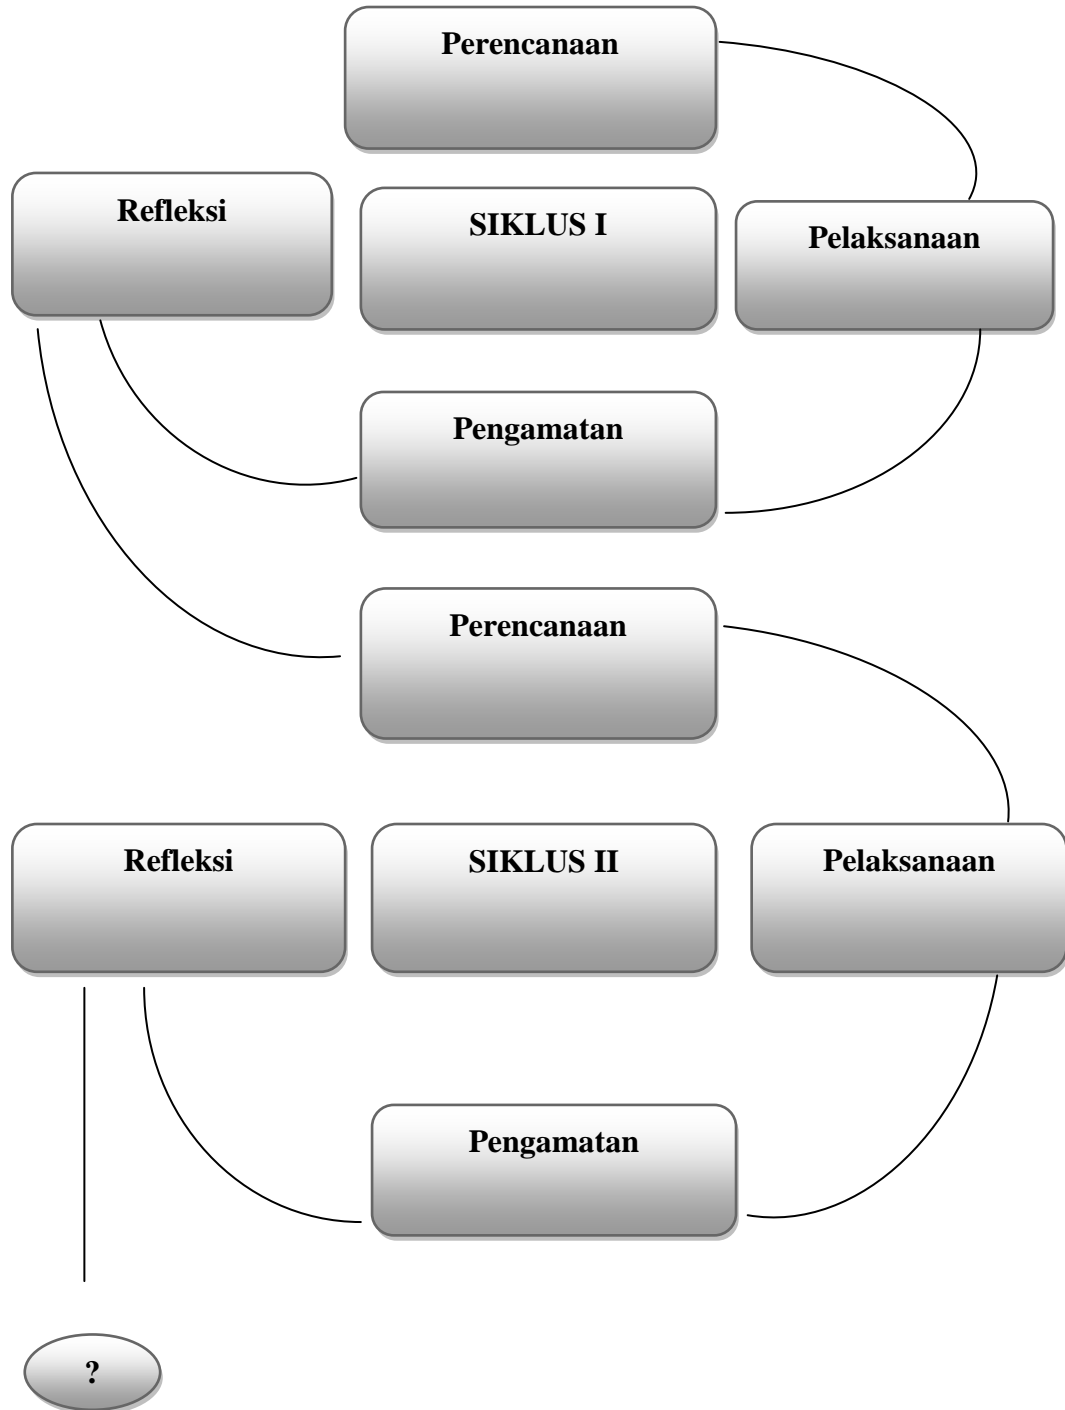 Perencanaan
Refleksi
SIKLUS I
Pelaksanaan
Pengamatan
Perencanaan
Refleksi
SIKLUS II
Pelaksanaan
Pengamatan
?